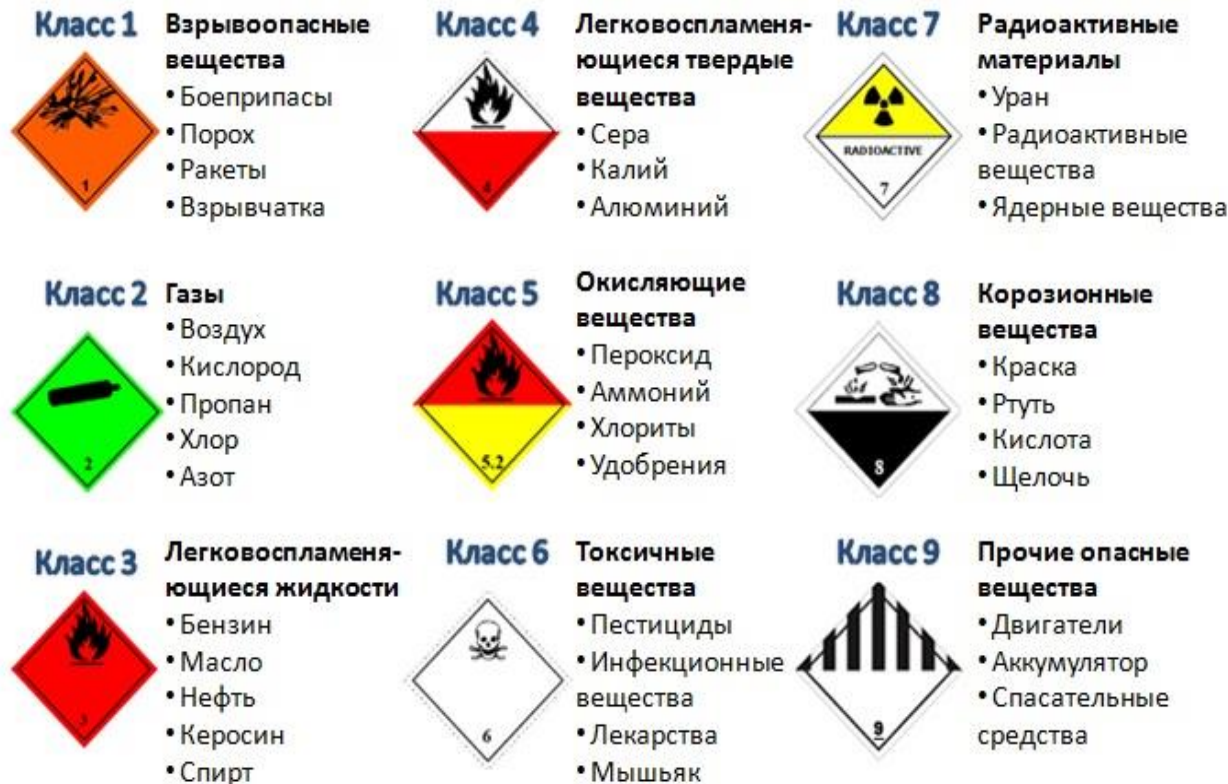 Класс 1
Взрывоопасные
вещества
• Боеприпасы
• Порох
• Ракеты
• Взрывчатка
1
Класс 4
Легковоспламеня-
ющиеся твердые
вещества
• Сера
• Калий
• Алюминий
4
Класс 7
Радиоактивные
материалы
• Уран
• Радиоактивные
вещества
• Ядерные вещества
RADIOACTIVE
7
Класс 2
Газы
• Воздух
• Кислород
• Пропан
• Хлор
• Азот
2
Класс 5
Окисляющие
вещества
• Пероксид
• Аммоний
• Хлориты
• Удобрения
5.2
Класс 8
Корозионные
вещества
• Краска
• Ртуть
• Кислота
• Щелочь
8
Класс 3
Легковоспламеня-
ющиеся жидкости
• Бензин
• Масло
• Нефть
• Керосин
• Спирт
3
Класс 6
Токсичные
вещества
• Пестициды
• Инфекционные
вещества
• Лекарства
• Мышьяк
6
Класс 9
Прочие опасные
вещества
• Двигатели
• Аккумулятор
• Спасательные
средства
9